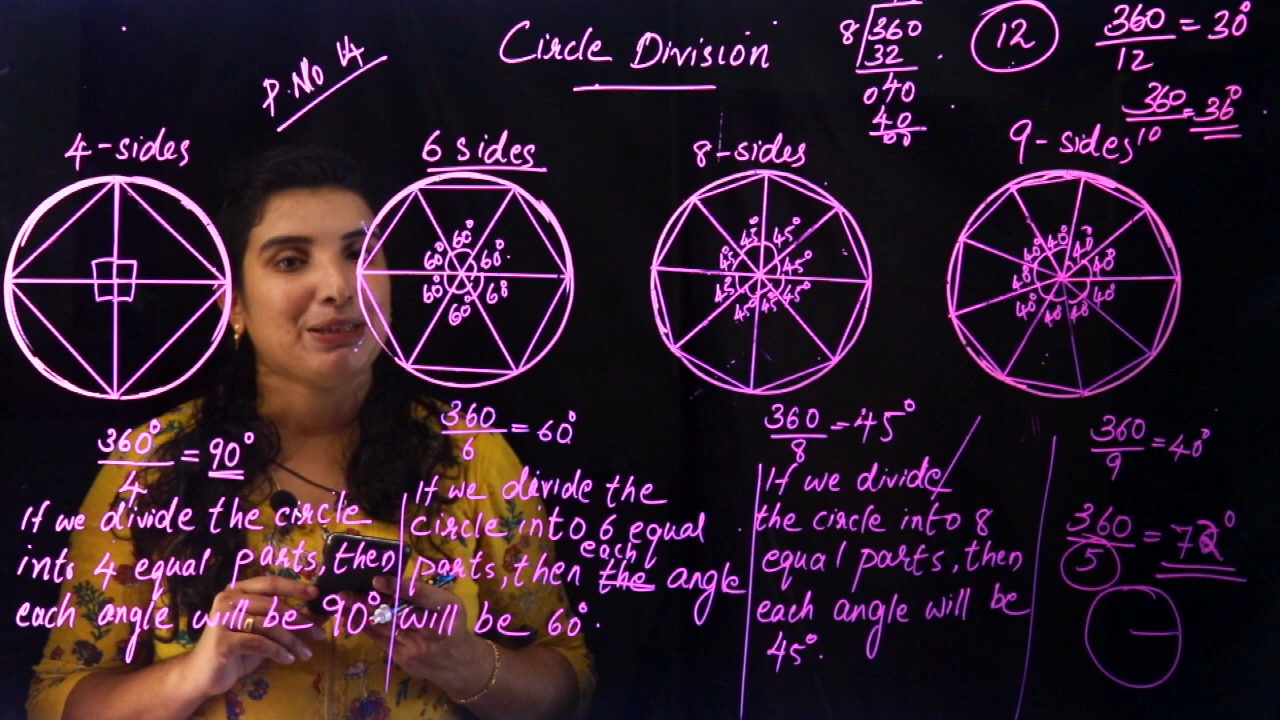 Circle Division
P. No 14
8 360
32
040
40
00
12
360/12 = 30°
360/10 = 36°
4-sides
6 sides
60° 60° 60° 60° 60° 60°
8-sides
45° 45° 45° 45° 45° 45° 45° 45°
9-sides
40° 40° 40° 40° 40° 40° 40° 40° 40°
360°/4 = 90°
If we divide the circle
into 4 equal parts, then
each angle will be 90°
360/6 = 60°
If we divide the
circle into 6 equal
each
parts, then the angle
will be 60°.
360/8 = 45°
If we divide
the circle into 8
equal parts, then
each angle will be
45°.
360/9 = 40°
360/5 = 72°